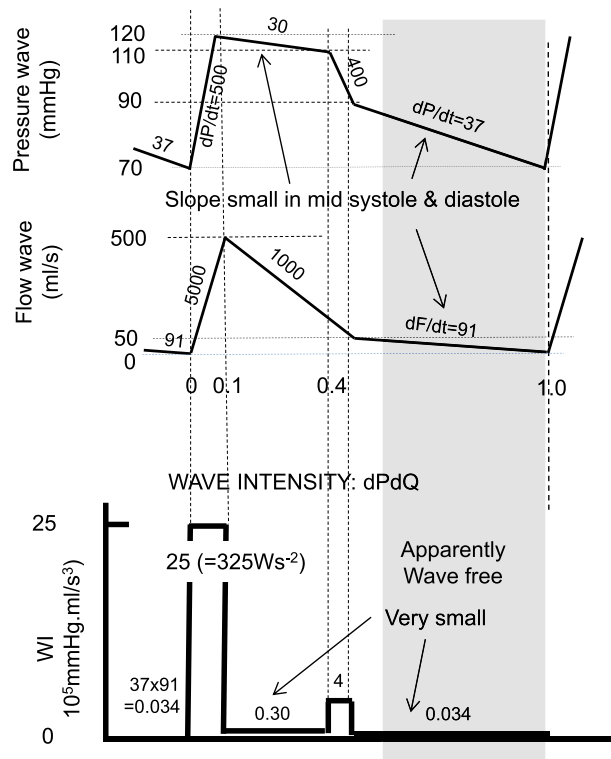 Pressure wave
(mmHg)
120
110
90
70
37
dP/dt=500
30
400
dP/dt=37
Slope small in mid systole & diastole
Flow wave
(ml/s)
500
50
0
91
5000
1000
dF/dt=91
0
0.1
0.4
1.0
WAVE INTENSITY: dPdQ
WI
10⁵mmHg.ml/s³
25
0
25 (=325Ws⁻²)
Apparently
Wave free
Very small
37x91
=0.034
0.30
4
0.034